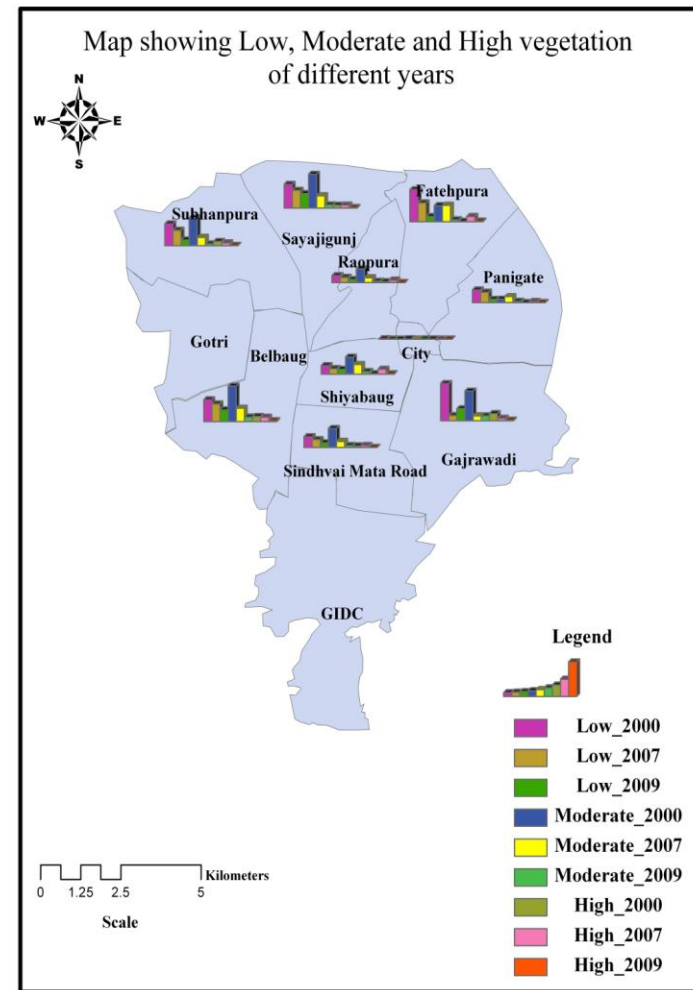 Map showing Low, Moderate and High vegetation
of different years
N
W E
S
Fatehpura
Subhanpura
Sayajigunj
Raopura
Panigate
Gotri
Belbaug
City
Shiyabaug
Sindhvai Mata Road
Gajrawadi
GIDC
Legend
Low_2000
Low_2007
Low_2009
Moderate_2000
Moderate_2007
Moderate_2009
High_2000
High_2007
High_2009
Kilometers
0 1.25 2.5 5
Scale